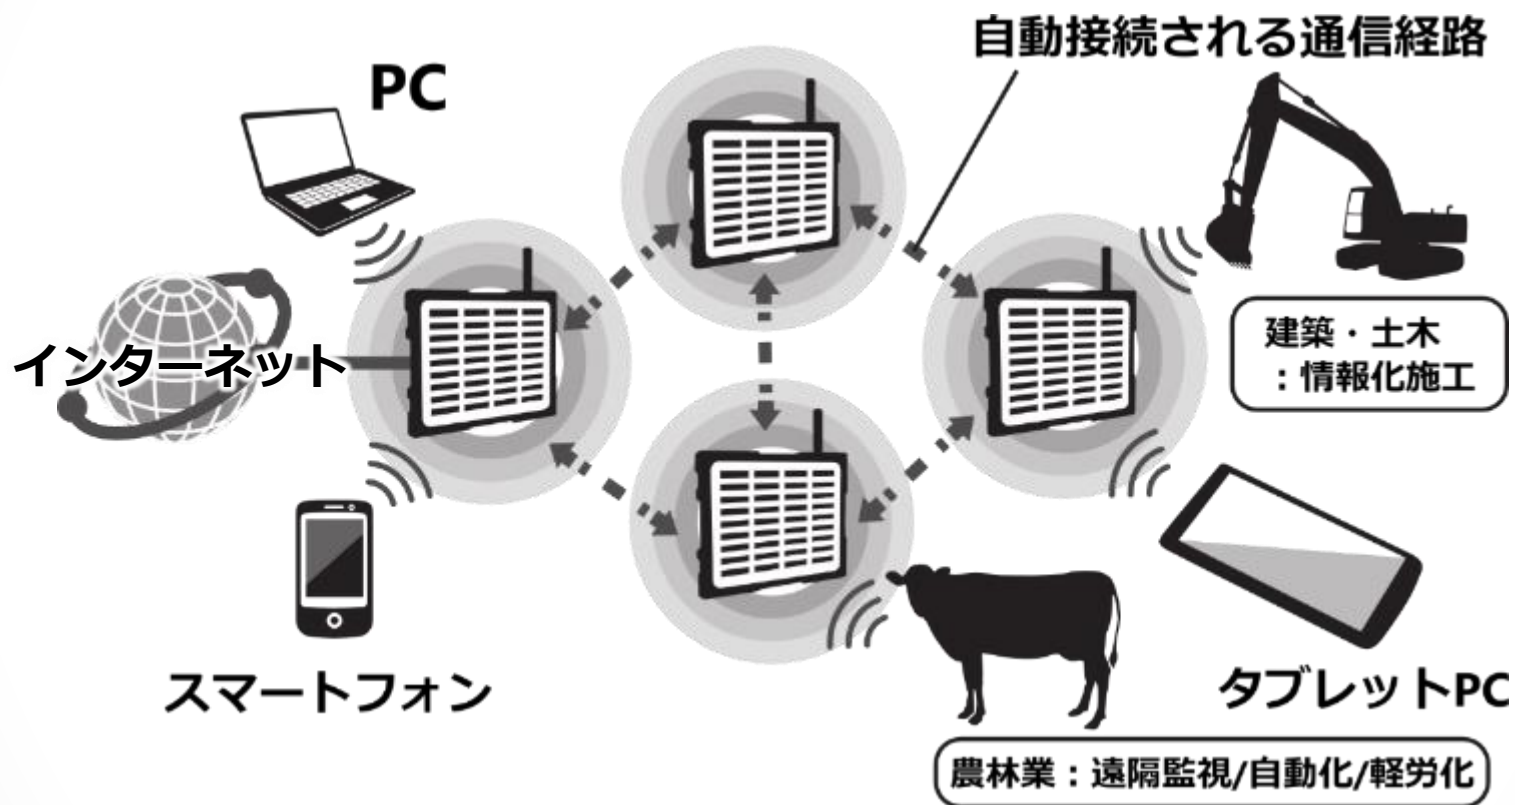 自動接続される通信経路
PC
インターネット
建築・土木
：情報化施工
スマートフォン
タブレットPC
農林業：遠隔監視/自動化/軽労化